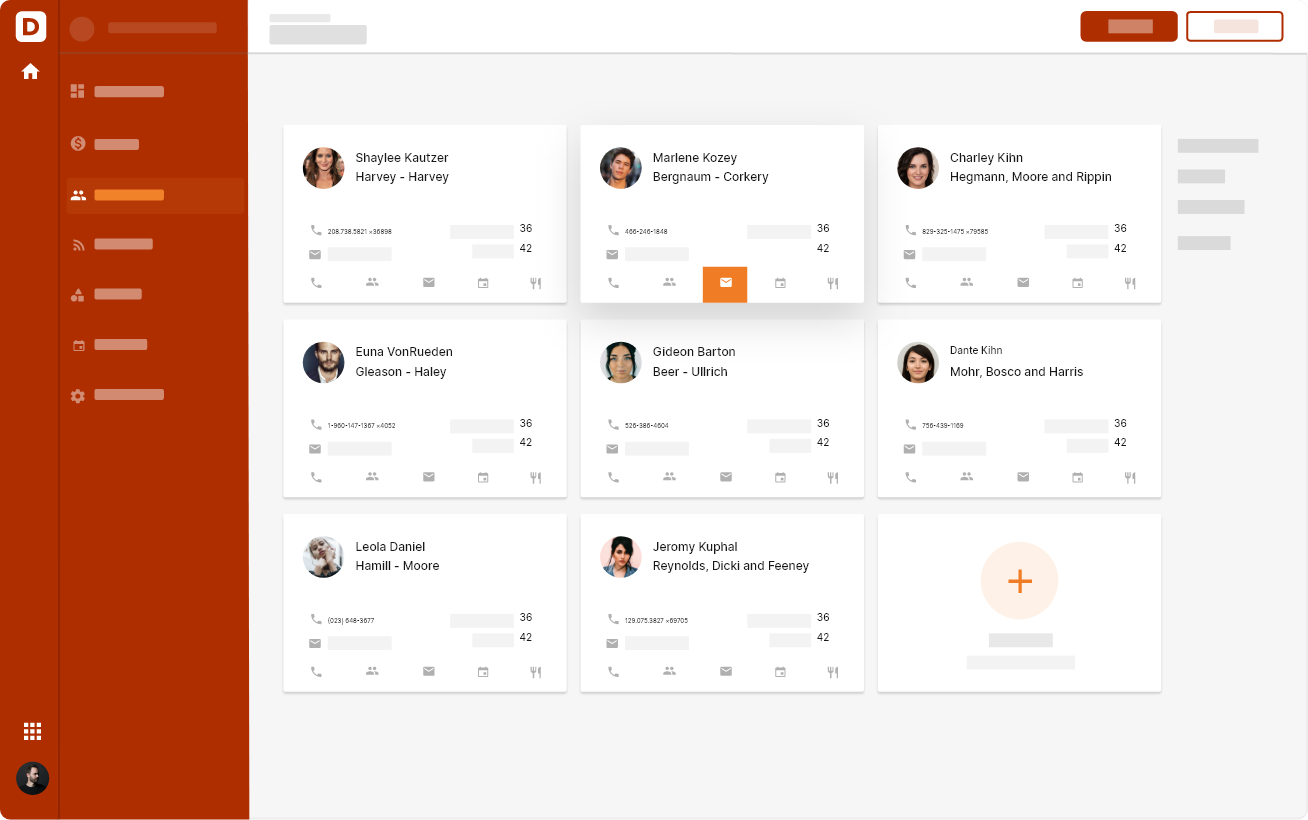 D
Shaylee Kautzer
Harvey - Harvey
208.738.5821 x36898
36
42
Marlene Kozey
Bergnaum - Corkery
466-246-1848
36
42
Charley Kihn
Hegmann, Moore and Rippin
829-325-1475 x79585
36
42
Euna VonRueden
Gleason - Haley
1-960-147-1367 x4052
36
42
Gideon Barton
Beer - Ullrich
526-386-4604
36
42
Dante Kihn
Mohr, Bosco and Harris
756-439-1169
36
42
Leola Daniel
Hamill - Moore
(023) 648-3677
36
42
Jeromy Kuphal
Reynolds, Dicki and Feeney
129.075.3827 x69705
36
42